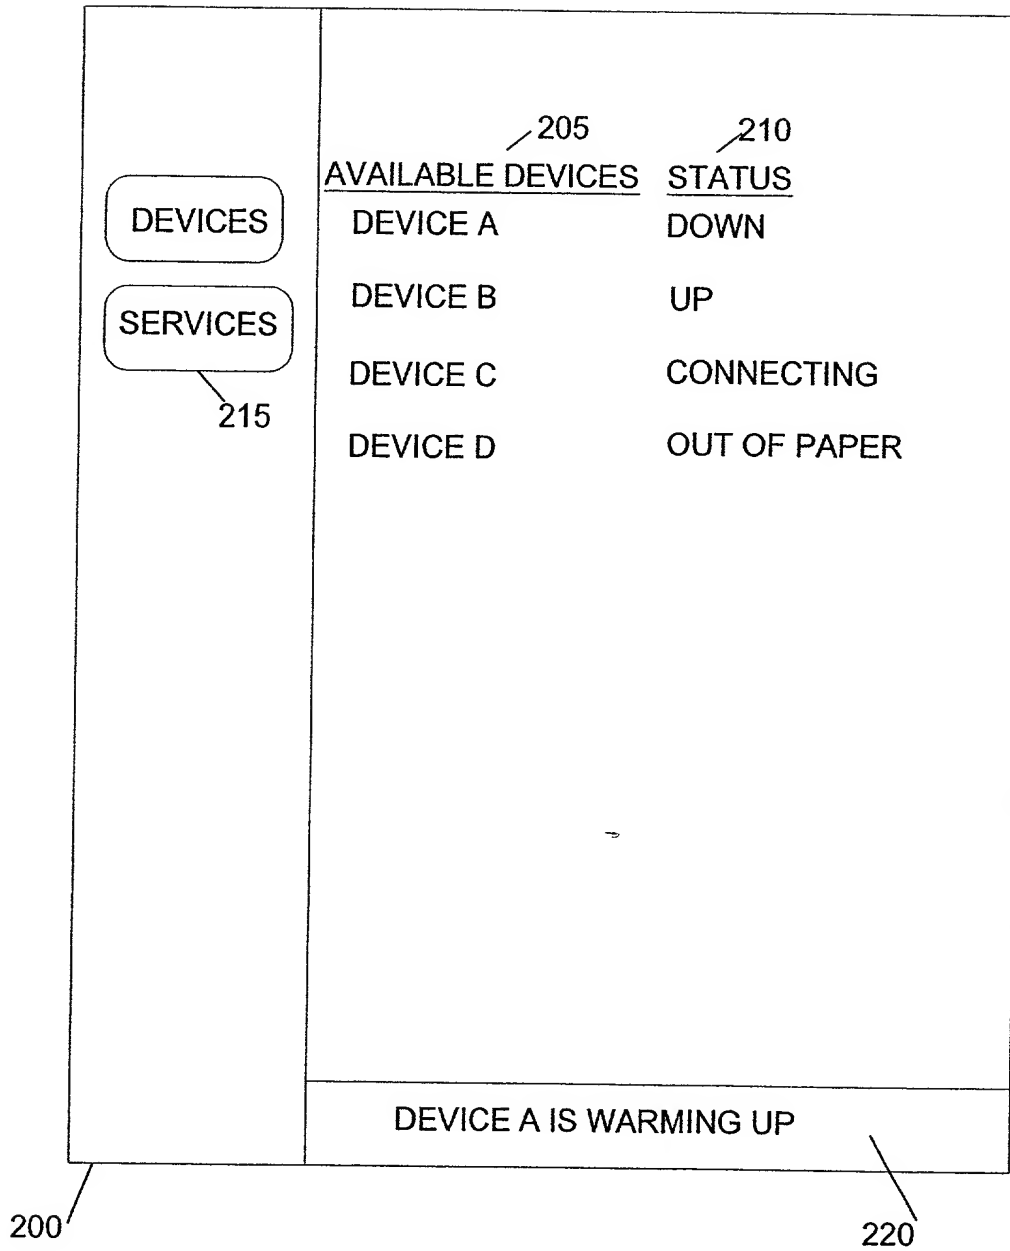 205 210
AVAILABLE DEVICES STATUS
DEVICES DEVICE A DOWN
DEVICE B UP
SERVICES
DEVICE C CONNECTING
215
DEVICE D OUT OF PAPER
DEVICE A IS WARMING UP
200 220